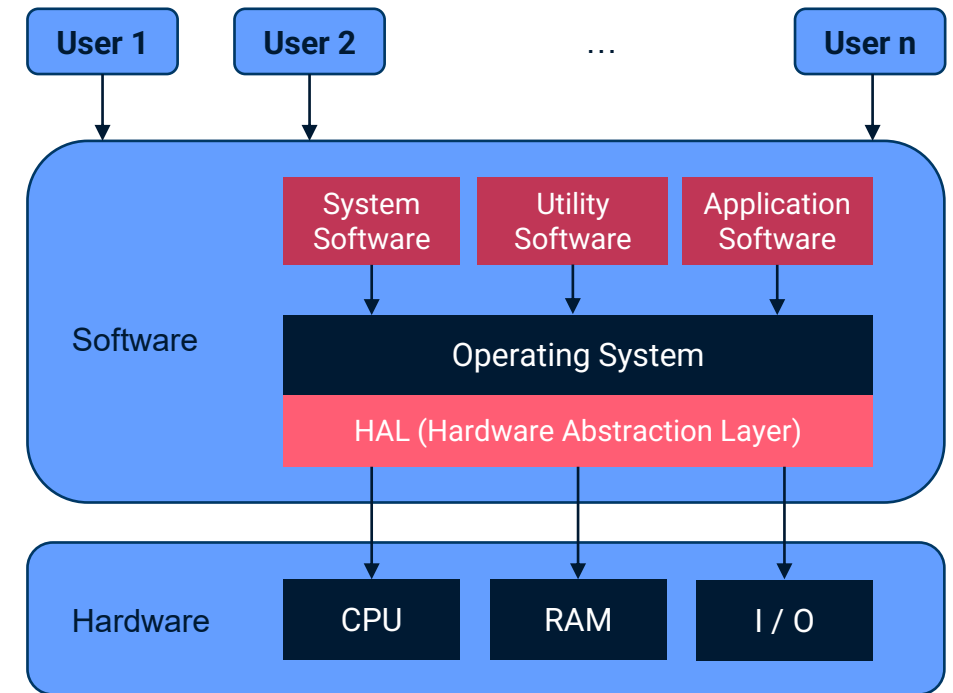 User 1
User 2
...
User n
System
Software
Utility
Software
Application
Software
Software
Operating System
HAL (Hardware Abstraction Layer)
Hardware
CPU
RAM
I / O